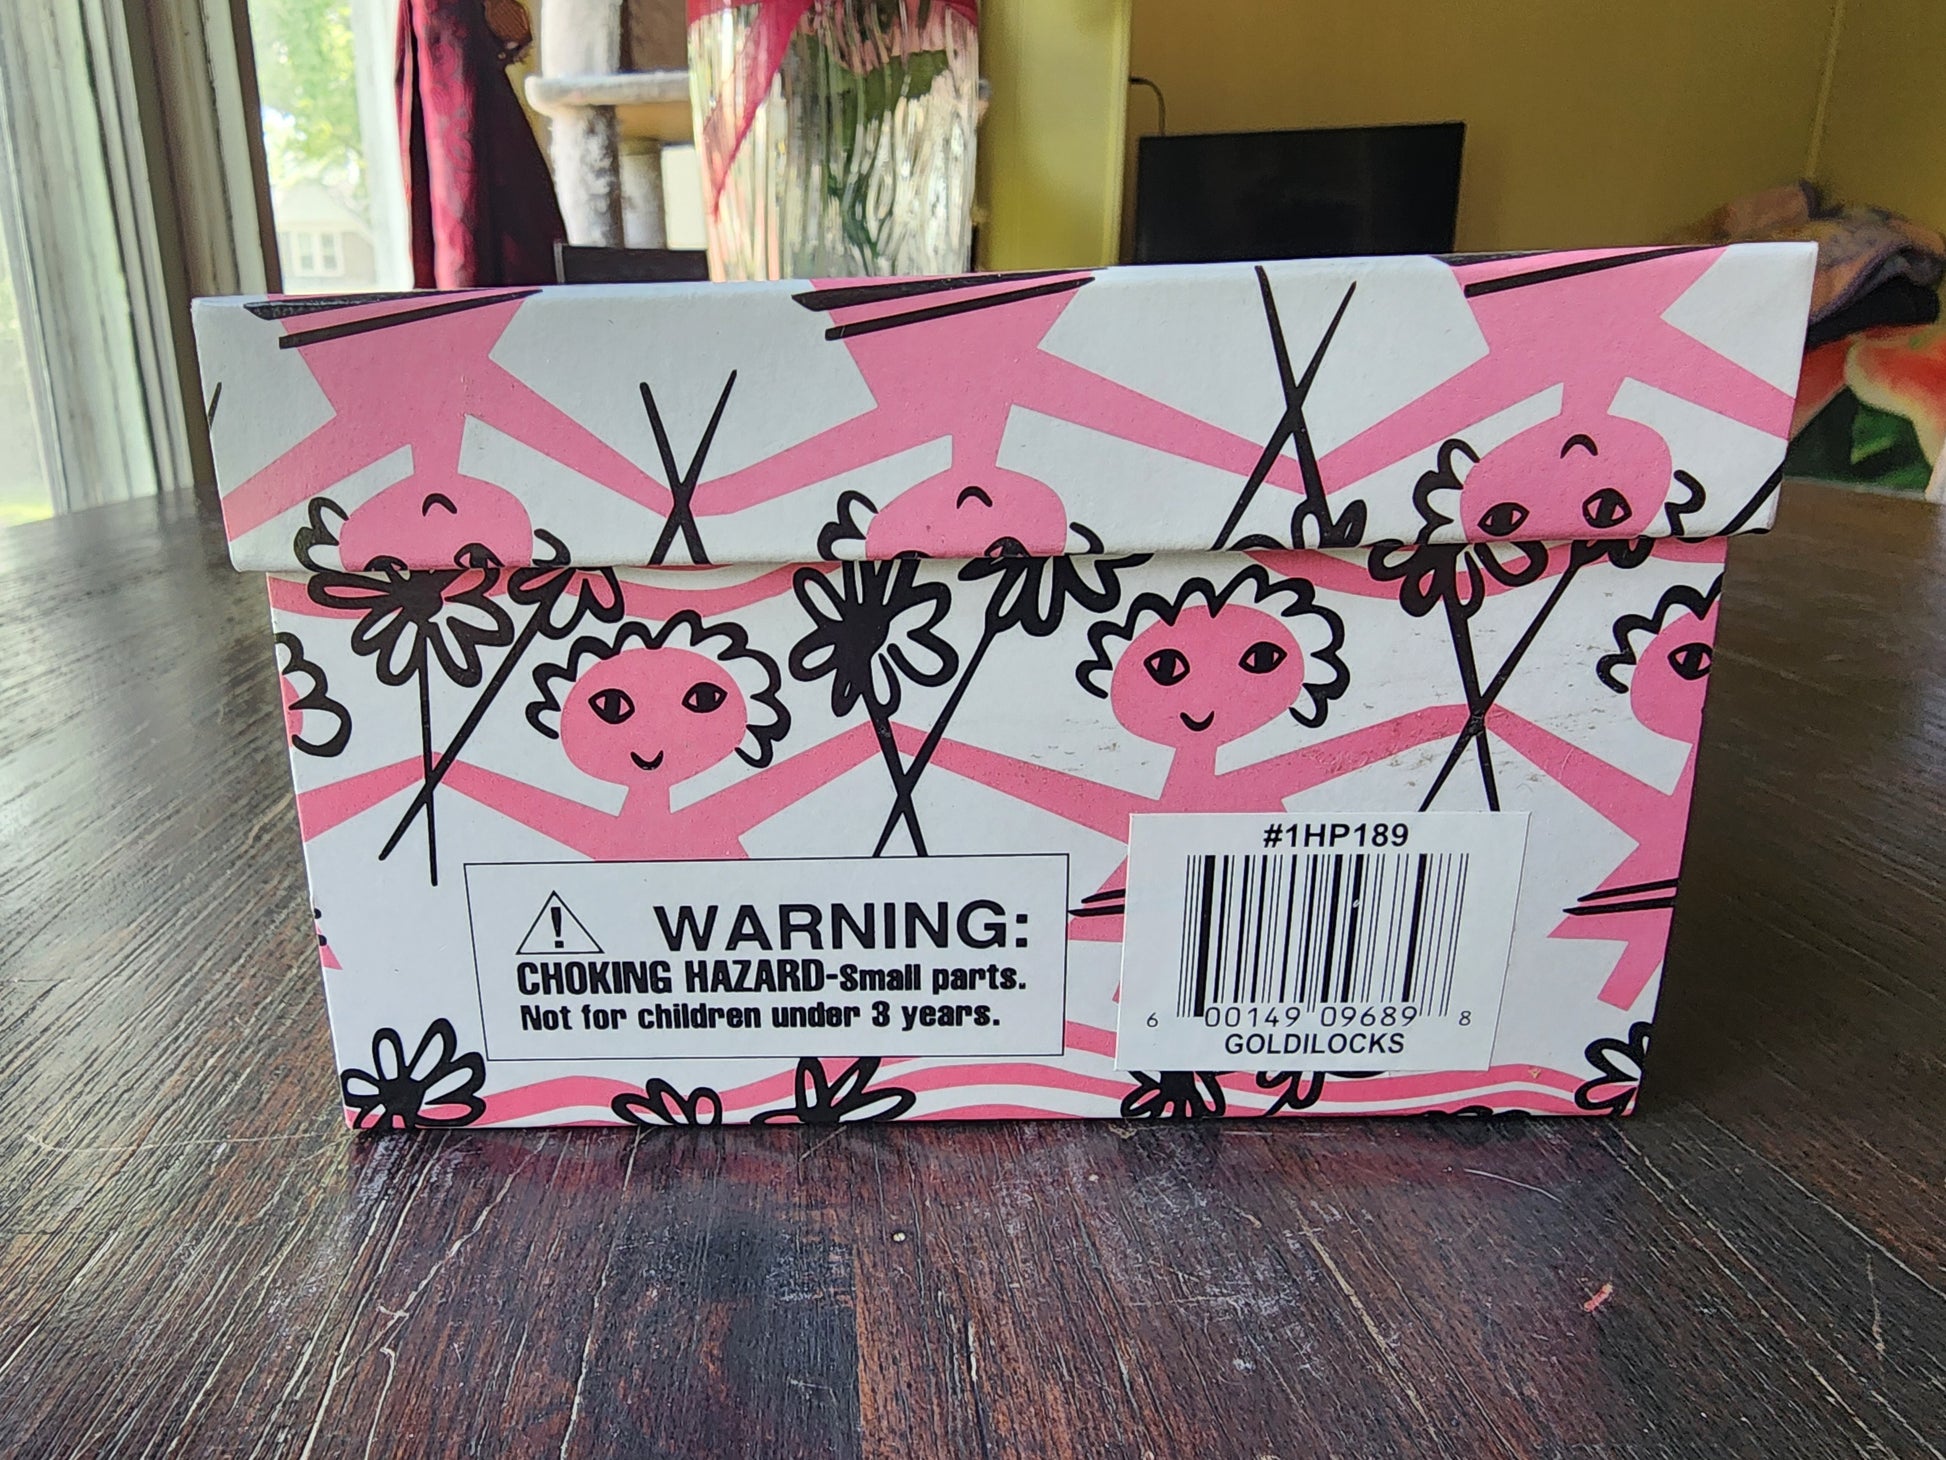 WARNING:
CHOKING HAZARD-Small parts.
Not for children under 3 years.
#1HP189
6 00149 09689 8
GOLDILOCKS